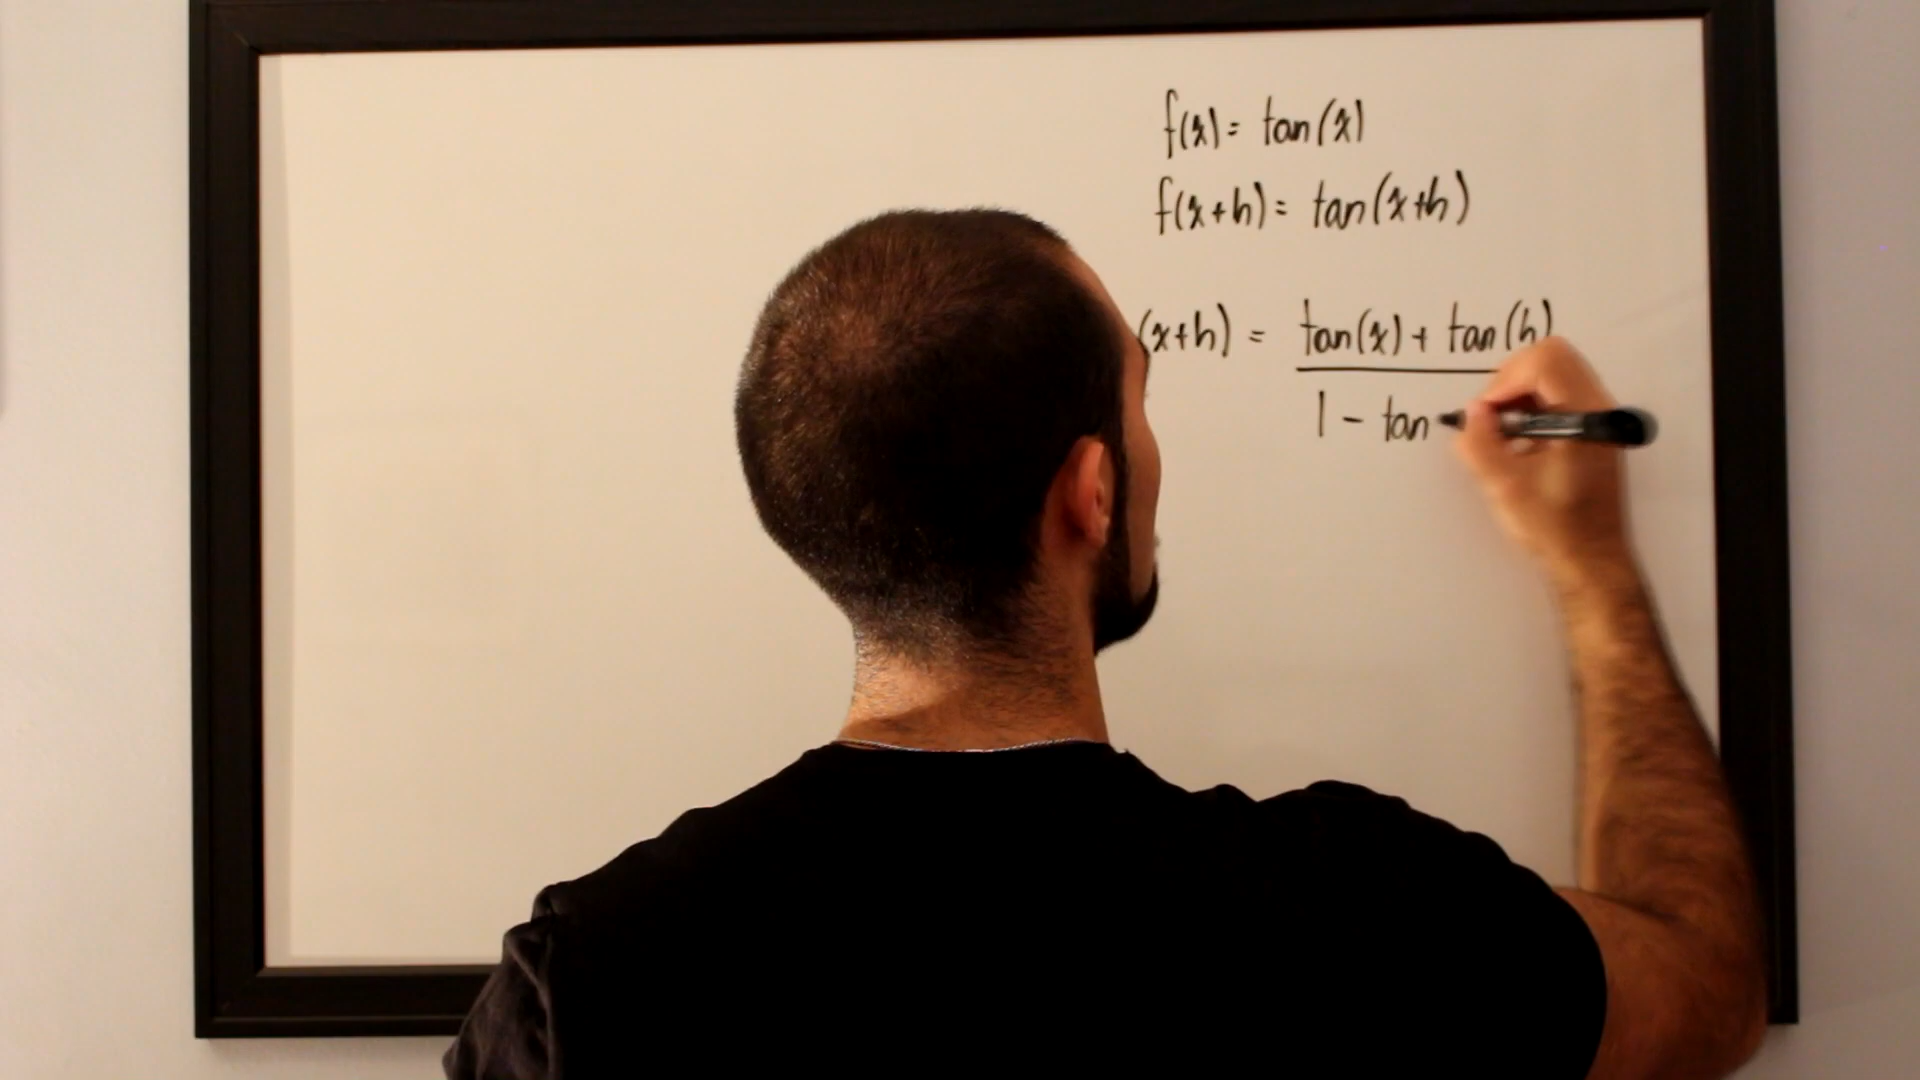 f(x) = tan(x)
f(x+h) = tan(x+h)
(x+h) = tan(x) + tan(h)
1 - tan